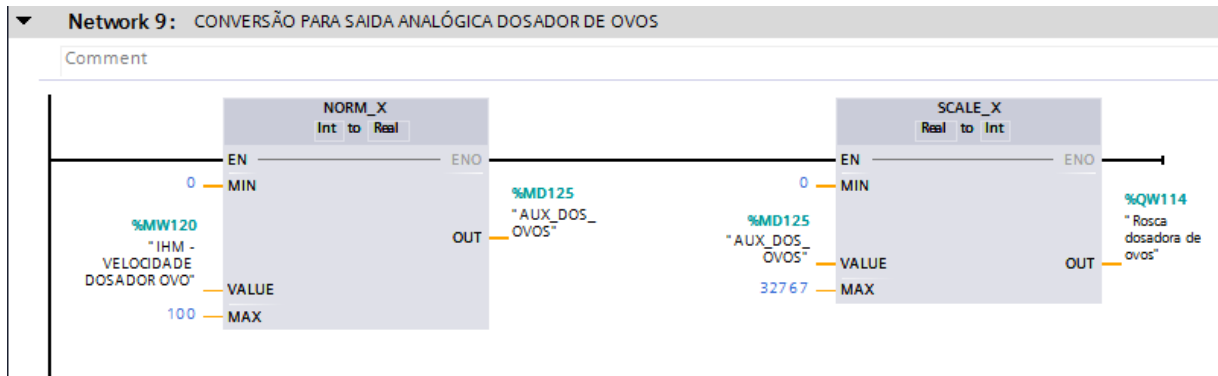 Network 9: CONVERSÃO PARA SAIDA ANALÓGICA DOSADOR DE OVOS
Comment
NORM_X
Int to Real
EN
ENO
0
MIN
%MW120
"IHM -
VELOCIDADE
DOSADOR OVO"
VALUE
100
MAX
%MD125
"AUX_DOS_
OVOS"
OUT
SCALE_X
Real to Int
EN
ENO
0
MIN
%MD125
"AUX_DOS_
OVOS"
VALUE
32767
MAX
%QW114
"Rosca
dosadora de
ovos"
OUT